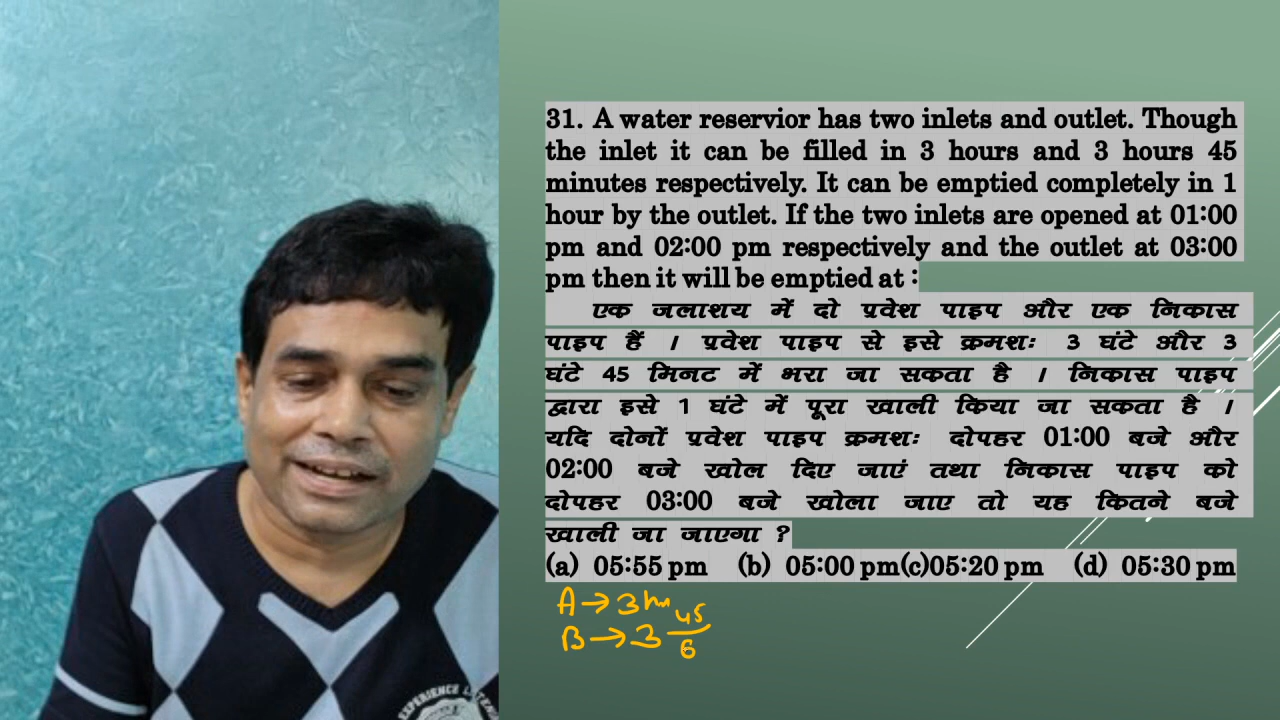 31. A water reservior has two inlets and outlet. Though
the inlet it can be filled in 3 hours and 3 hours 45
minutes respectively. It can be emptied completely in 1
hour by the outlet. If the two inlets are opened at 01:00
pm and 02:00 pm respectively and the outlet at 03:00
pm then it will be emptied at :
एक जलाशय में दो प्रवेश पाइप और एक निकास
पाइप हैं । प्रवेश पाइप से इसे क्रमशः 3 घंटे और 3
घंटे 45 मिनट में भरा जा सकता है । निकास पाइप
द्वारा इसे 1 घंटे में पूरा खाली किया जा सकता है ।
यदि दोनों प्रवेश पाइप क्रमशः दोपहर 01:00 बजे और
02:00 बजे खोल दिए जाएं तथा निकास पाइप को
दोपहर 03:00 बजे खोला जाए तो यह कितने बजे
खाली जा जाएगा ?
(a) 05:55 pm (b) 05:00 pm(c)05:20 pm (d) 05:30 pm
A → 3 hrs
B → 3 45/6
EXPERIENCE